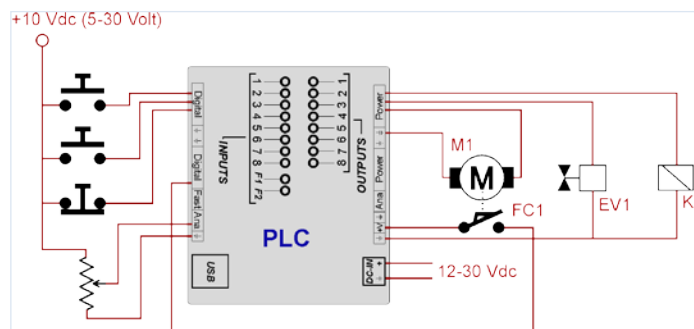 +10 Vdc (5-30 Volt)
Digital
Digital
Fast
Ana
INPUTS
1
2
3
4
5
6
7
8
F1
F2
1
2
3
4
5
6
7
8
OUTPUTS
Power
Power
Ana
+V
PLC
USB
DC-IN
+
-
12-30 Vdc
M1
M
FC1
EV1
K